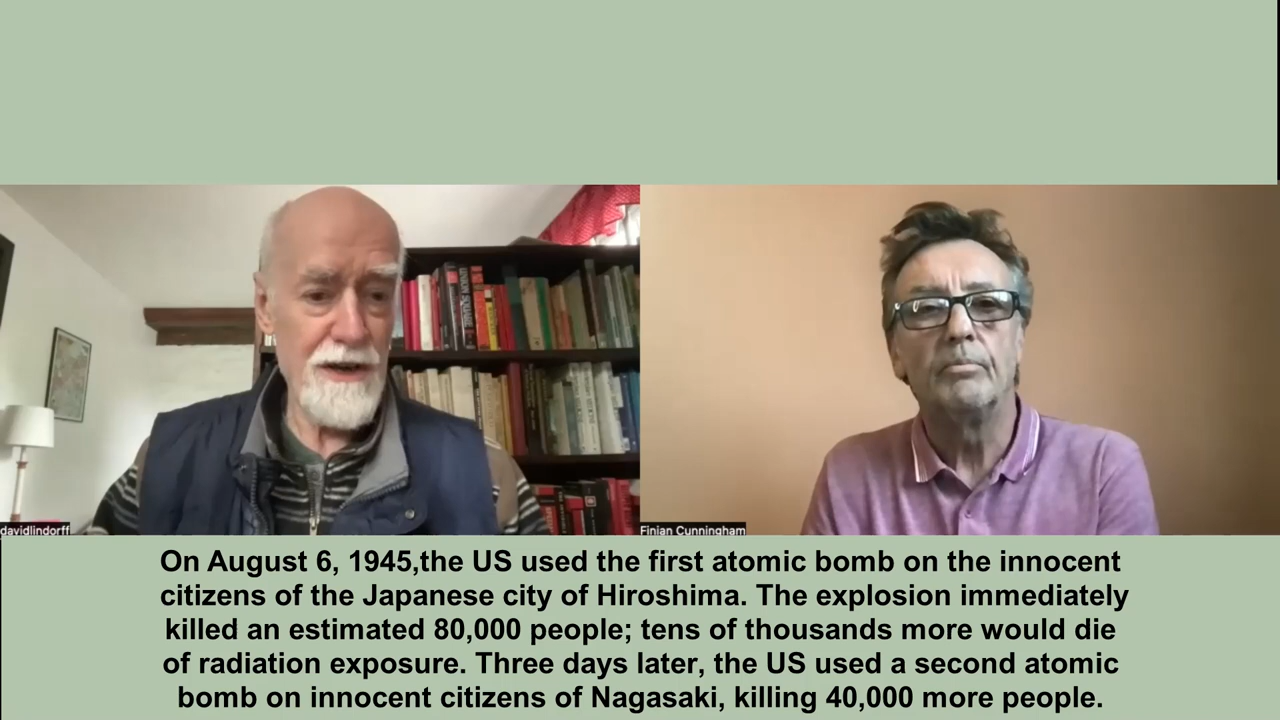 UNION SQUARE
davidlindorff
Finian Cunningham
On August 6, 1945,the US used the first atomic bomb on the innocent
citizens of the Japanese city of Hiroshima. The explosion immediately
killed an estimated 80,000 people; tens of thousands more would die
of radiation exposure. Three days later, the US used a second atomic
bomb on innocent citizens of Nagasaki, killing 40,000 more people.